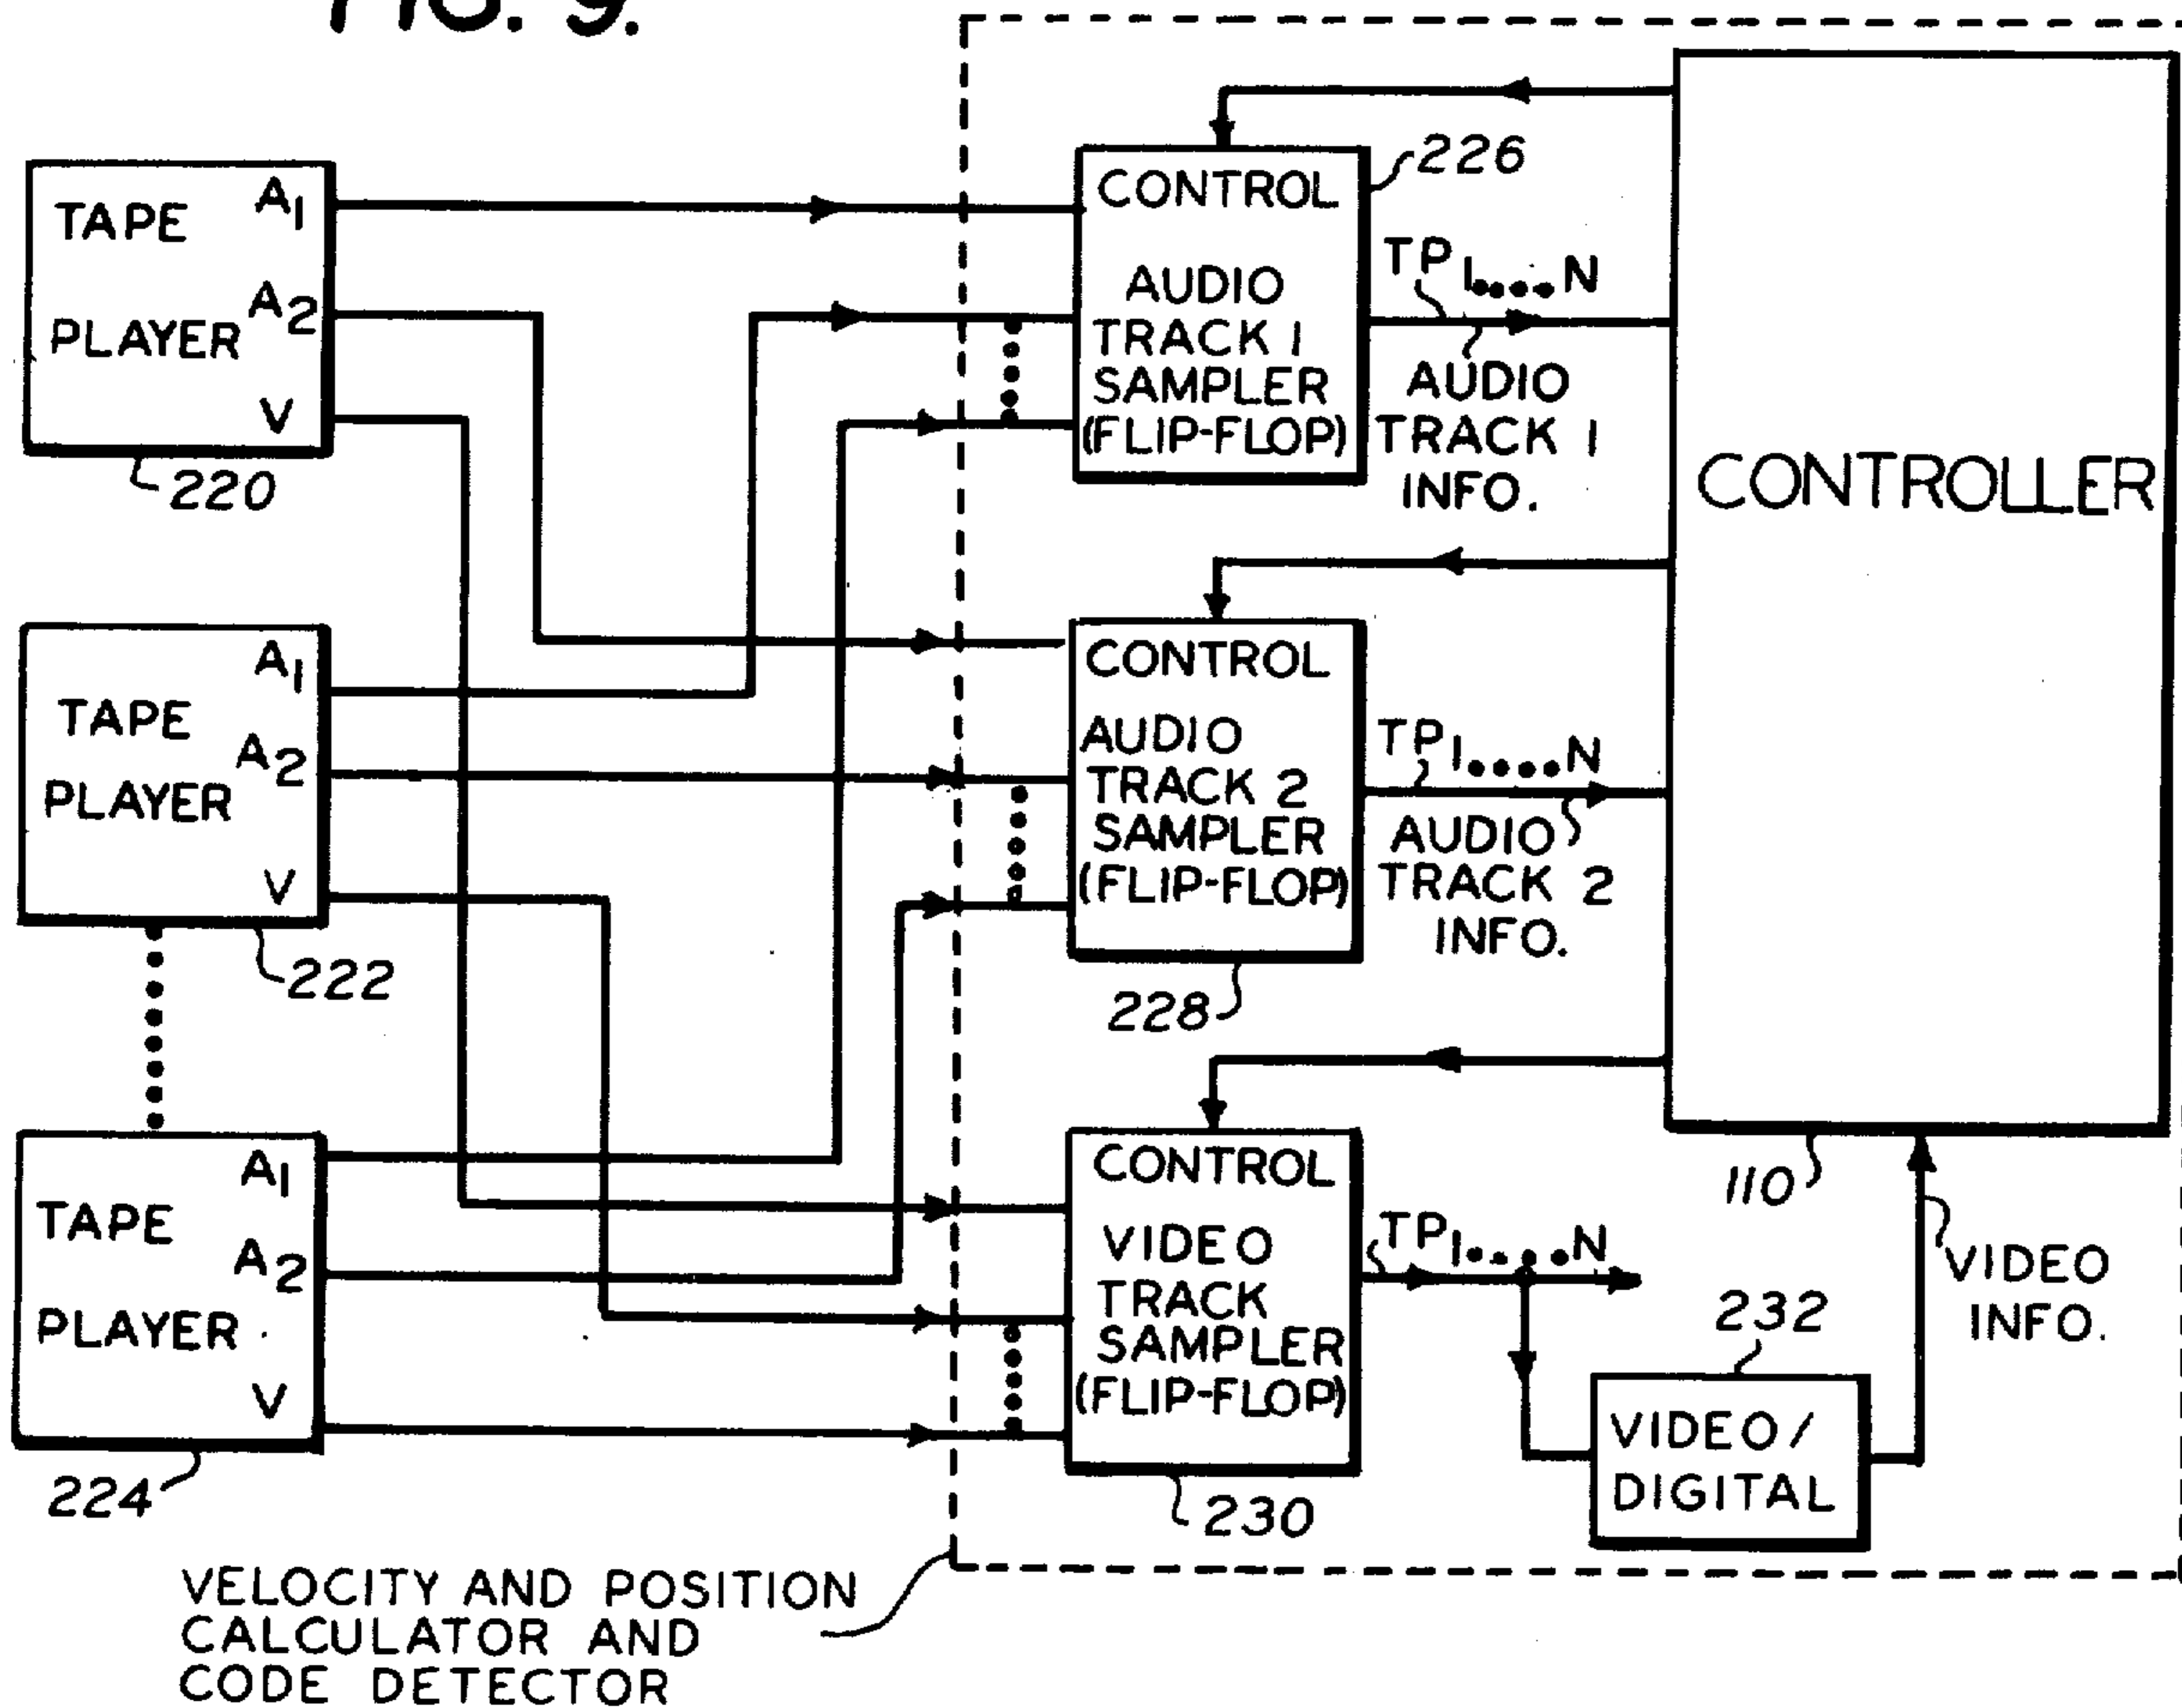 FIG. 9.
TAPE
PLAYER
A1
A2
V
220
TAPE
PLAYER
A1
A2
V
222
TAPE
PLAYER
A1
A2
V
224
CONTROL
AUDIO
TRACK 1
SAMPLER
(FLIP-FLOP)
226
TP1....N
AUDIO
TRACK 1
INFO.
CONTROL
AUDIO
TRACK 2
SAMPLER
(FLIP-FLOP)
228
TP1....N
AUDIO
TRACK 2
INFO.
CONTROL
VIDEO
TRACK
SAMPLER
(FLIP-FLOP)
230
TP1....N
CONTROLLER
110
VIDEO
INFO.
232
VIDEO/
DIGITAL
VELOCITY AND POSITION
CALCULATOR AND
CODE DETECTOR